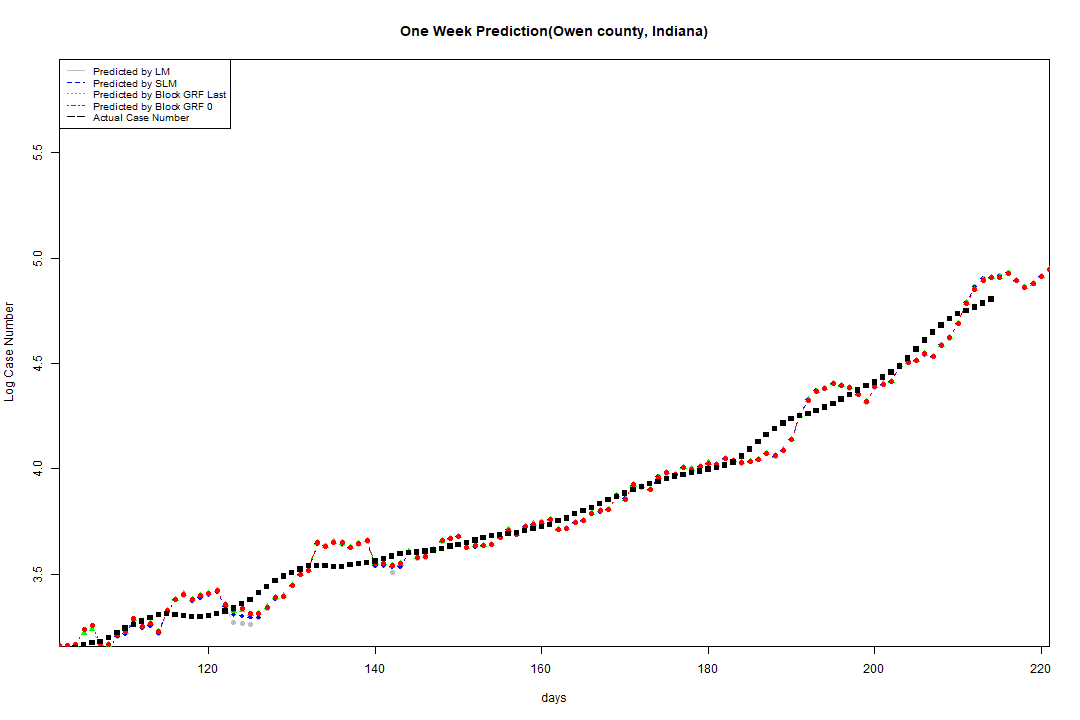 One Week Prediction(Owen county, Indiana)
Predicted by LM
Predicted by SLM
Predicted by Block GRF Last
Predicted by Block GRF 0
Actual Case Number
Log Case Number
5.5
5.0
4.5
4.0
3.5
120 140 160 180 200 220
days